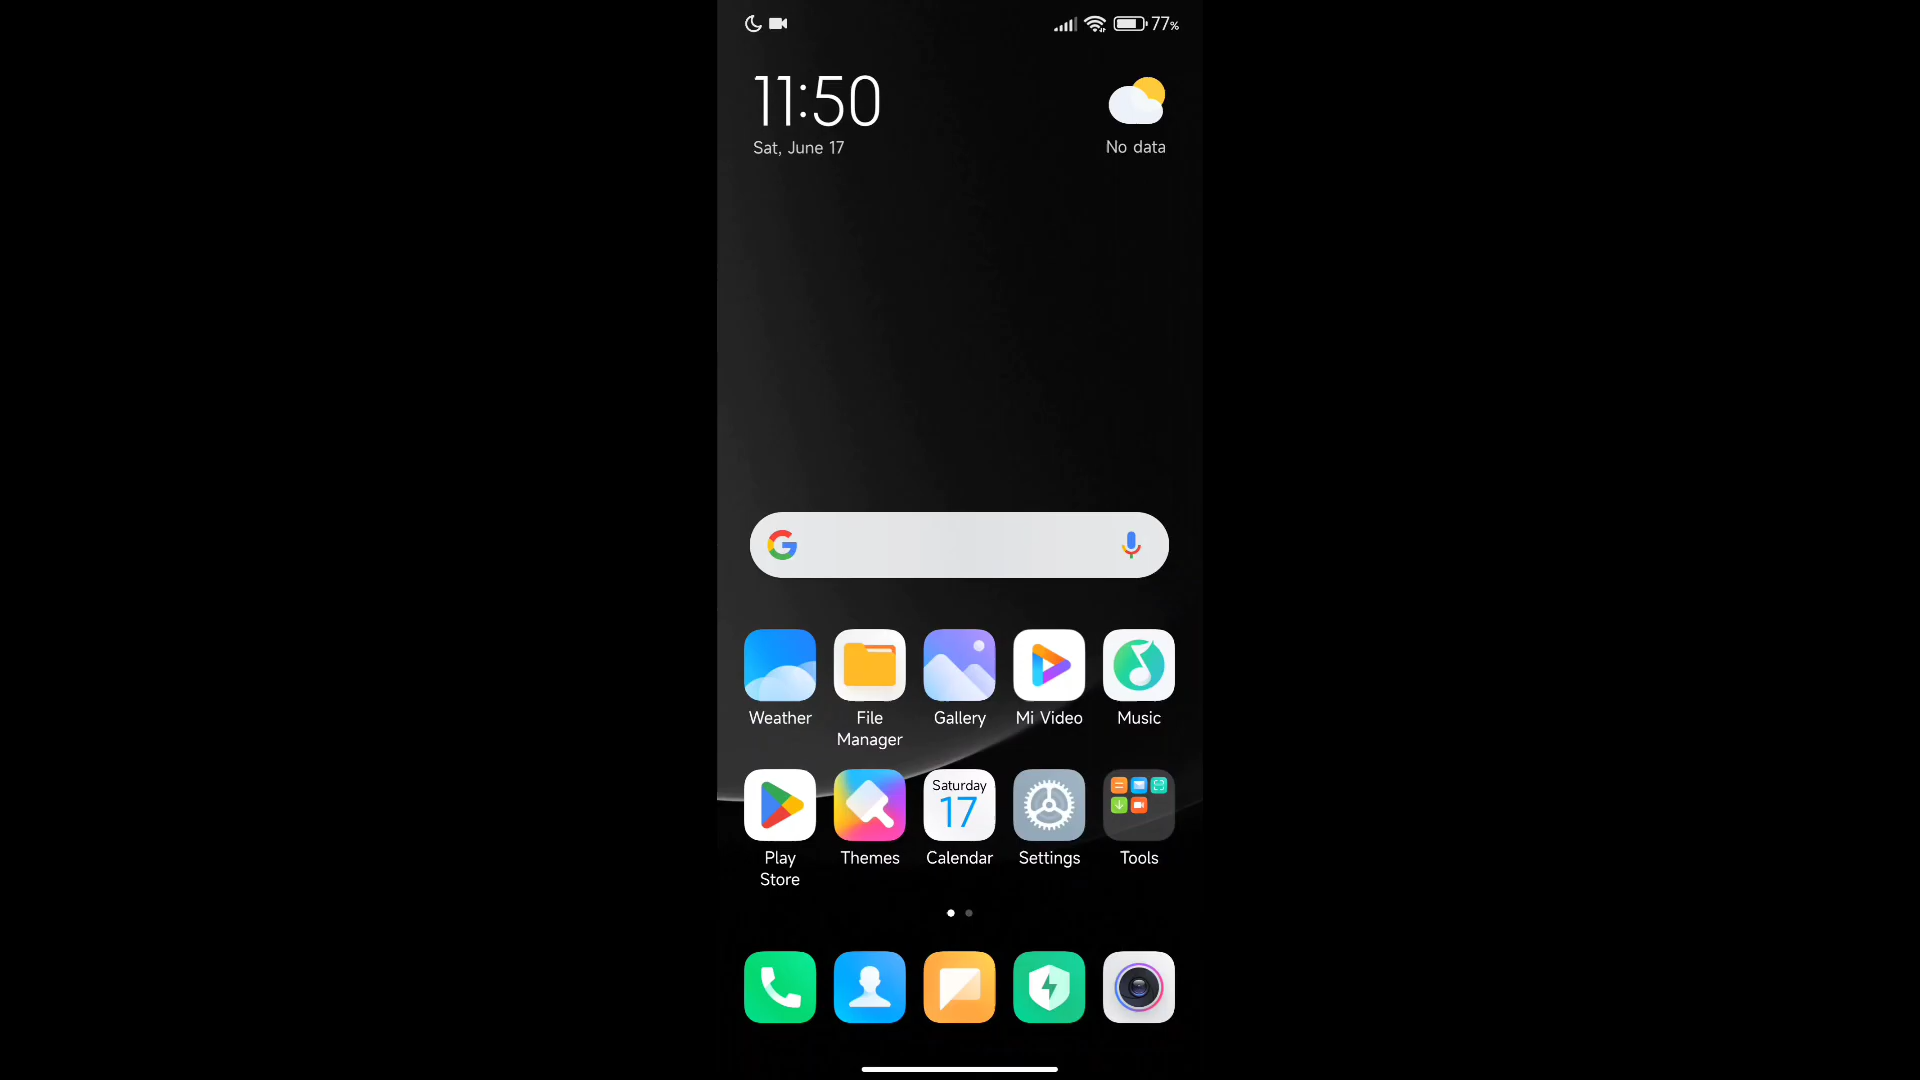 77%
11:50
Sat, June 17
No data
Weather
File
Manager
Gallery
Mi Video
Music
Play
Store
Themes
Saturday
17
Calendar
Settings
Tools